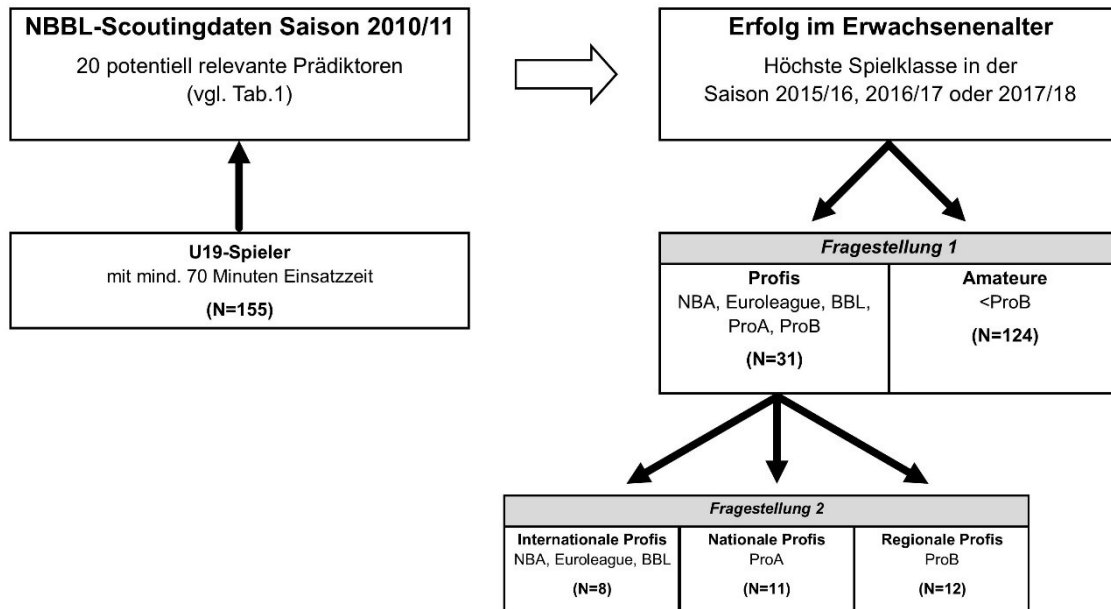 NBBL-Scoutingdaten Saison 2010/11
20 potentiell relevante Prädiktoren
(vgl. Tab.1)
Erfolg im Erwachsenenalter
Höchste Spielklasse in der
Saison 2015/16, 2016/17 oder 2017/18
U19-Spieler
mit mind. 70 Minuten Einsatzzeit
(N=155)
Fragestellung 1
Profis
NBA, Euroleague, BBL,
ProA, ProB
(N=31)
Amateure
<ProB
(N=124)
Fragestellung 2
Internationale Profis
NBA, Euroleague, BBL
(N=8)
Nationale Profis
ProA
(N=11)
Regionale Profis
ProB
(N=12)